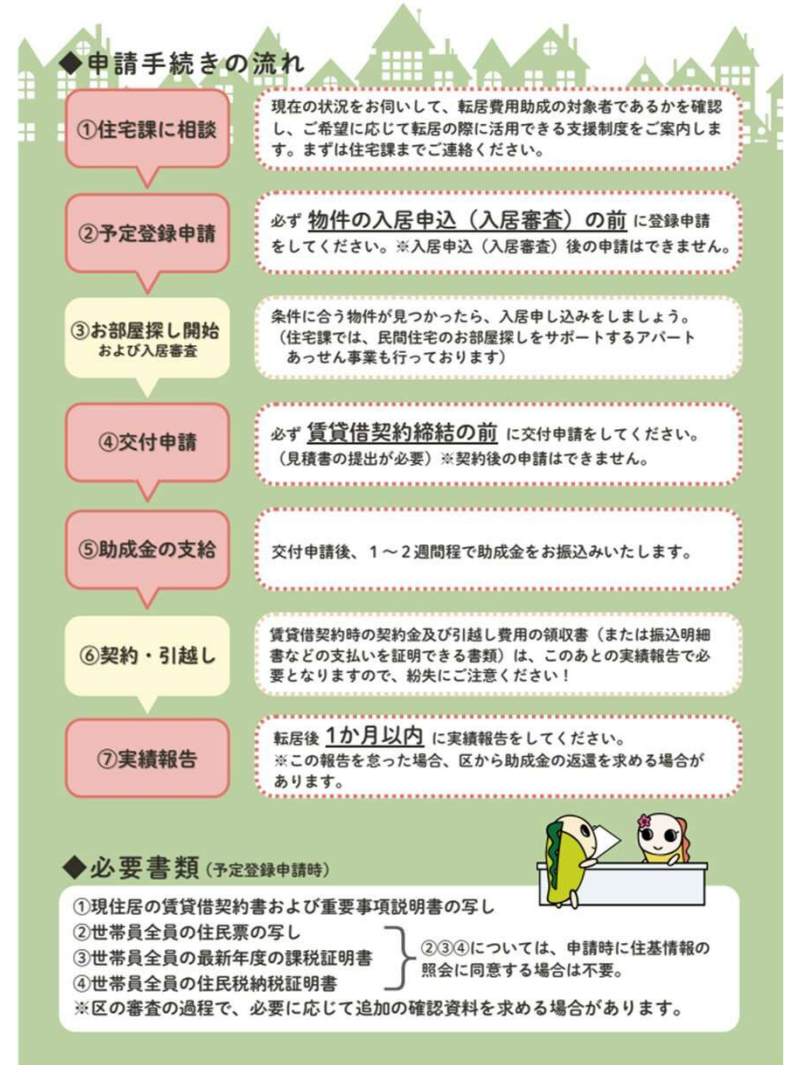 ◆申請手続きの流れ
①住宅課に相談
現在の状況をお伺いして、転居費用助成の対象者であるかを確認
し、ご希望に応じて転居の際に活用できる支援制度をご案内しま
す。まずは住宅課までご連絡ください。
②予定登録申請
必ず 物件の入居申込（入居審査）の前 に登録申請
をしてください。※入居申込（入居審査）後の申請はできません。
③お部屋探し開始
および入居審査
条件に合う物件が見つかったら、入居申し込みをしましょう。
（住宅課では、民間住宅のお部屋探しをサポートするアパート
あっせん事業も行っております）
④交付申請
必ず 賃貸借契約締結の前 に交付申請をしてください。
（見積書の提出が必要）※契約後の申請はできません。
⑤助成金の支給
交付申請後、１～２週間程で助成金をお振込みいたします。
⑥契約・引越し
賃貸借契約時の契約金及び引越し費用の領収書（または振込明細
書などの支払いを証明できる書類）は、このあとの実績報告で必
要となりますので、紛失にご注意ください！
⑦実績報告
転居後 1か月以内 に実績報告をしてください。
※この報告を怠った場合、区から助成金の返還を求める場合が
あります。
◆必要書類（予定登録申請時）
①現住居の賃貸借契約書および重要事項説明書の写し
②世帯員全員の住民票の写し
③世帯員全員の最新年度の課税証明書
④世帯員全員の住民税納税証明書
②③④については、申請時に住基情報の
照会に同意する場合は不要。
※区の審査の過程で、必要に応じて追加の確認資料を求める場合があります。